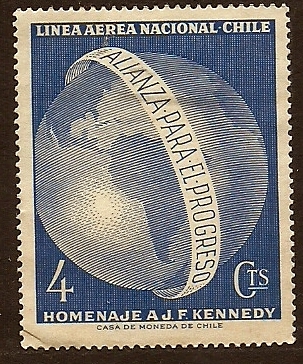 LINEA AEREA NACIONAL-CHILE
ALIANZA·PARA·EL·PROGRESO
4 CTS
HOMENAJE A J.F. KENNEDY
CASA DE MONEDA DE CHILE